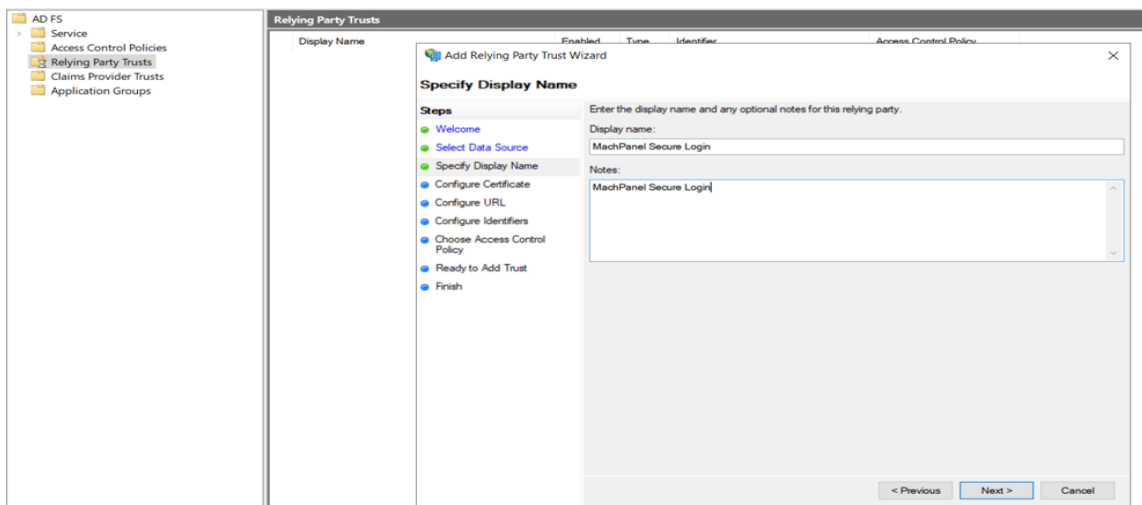 AD FS
Service
Access Control Policies
Relying Party Trusts
Claims Provider Trusts
Application Groups
Relying Party Trusts
Display Name Enabled Type Identifier Access Control Policy
Add Relying Party Trust Wizard
Specify Display Name
Steps
Welcome
Select Data Source
Specify Display Name
Configure Certificate
Configure URL
Configure Identifiers
Choose Access Control
Policy
Ready to Add Trust
Finish
Enter the display name and any optional notes for this relying party.
Display name:
MachPanel Secure Login
Notes:
MachPanel Secure Login
< Previous Next > Cancel